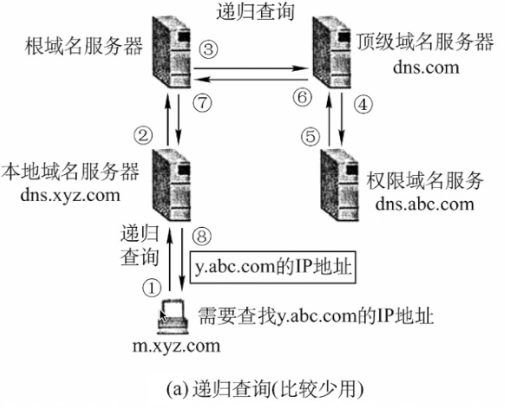 递归查询
根域名服务器
③
顶级域名服务器
dns.com
⑥
⑦
④
②
⑤
本地域名服务器
dns.xyz.com
权限域名服务
dns.abc.com
递归
查询
⑧
y.abc.com的IP地址
①
需要查找y.abc.com的IP地址
m.xyz.com
(a) 递归查询(比较少用)